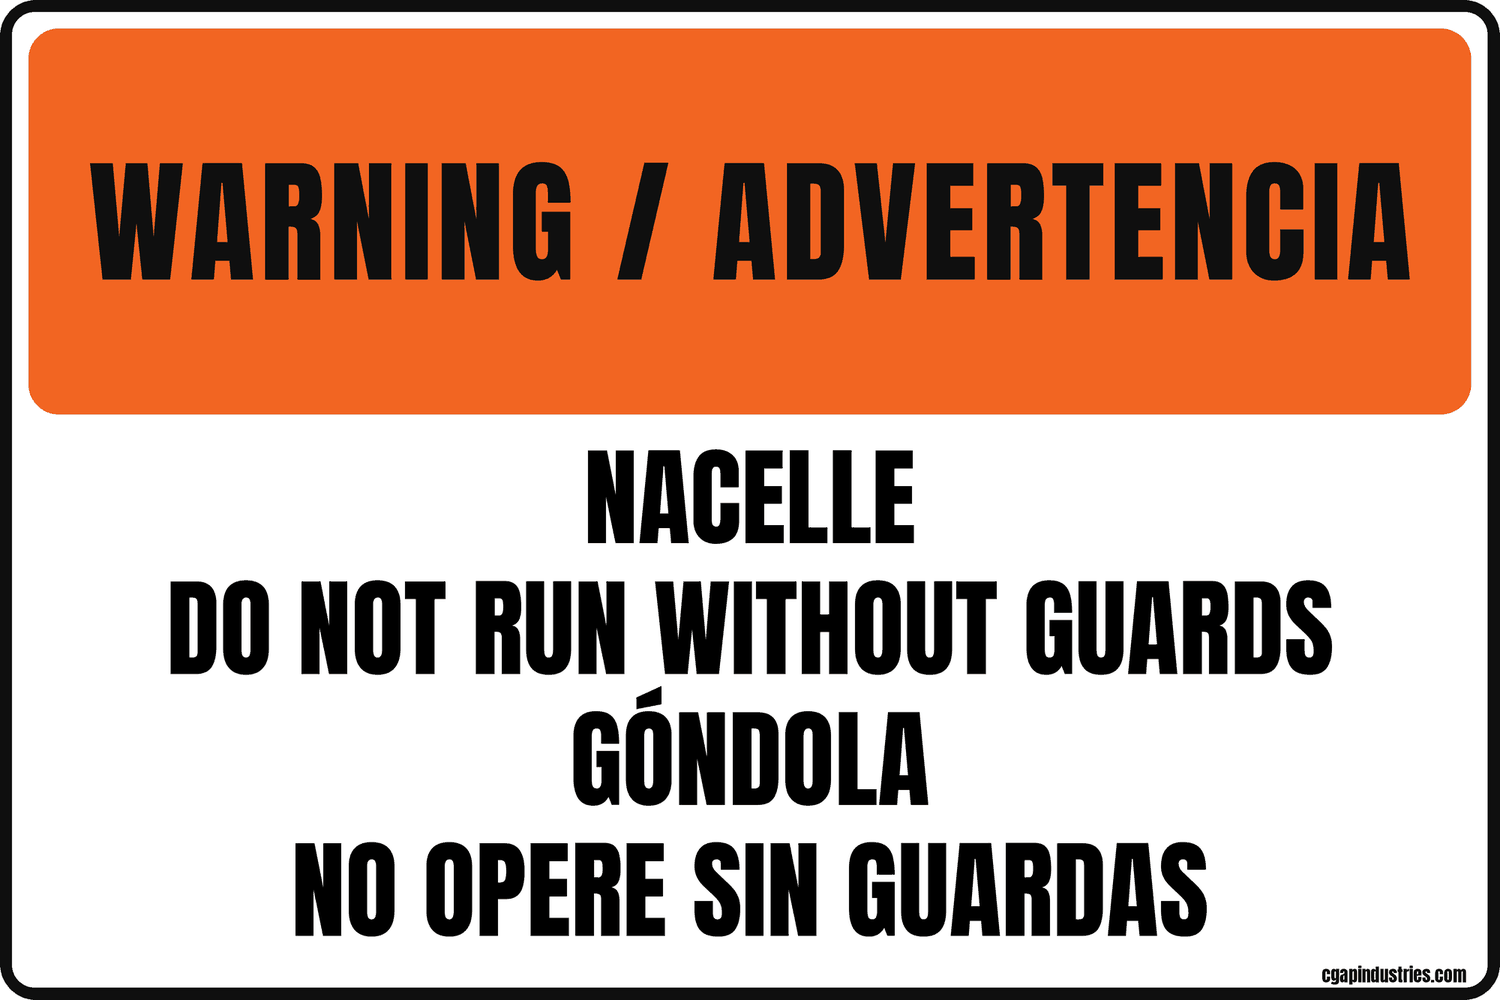 WARNING / ADVERTENCIA
NACELLE
DO NOT RUN WITHOUT GUARDS
GÓNDOLA
NO OPERE SIN GUARDAS
cgapindustries.com